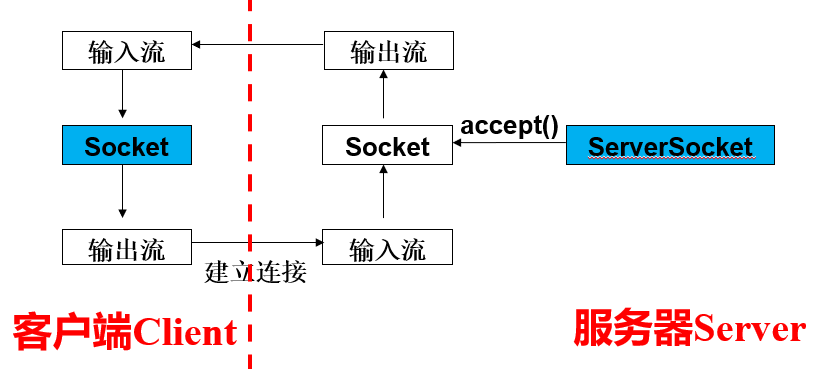 输入流
输出流
Socket
Socket
accept()
ServerSocket
输出流
输入流
建立连接
客户端Client
服务器Server